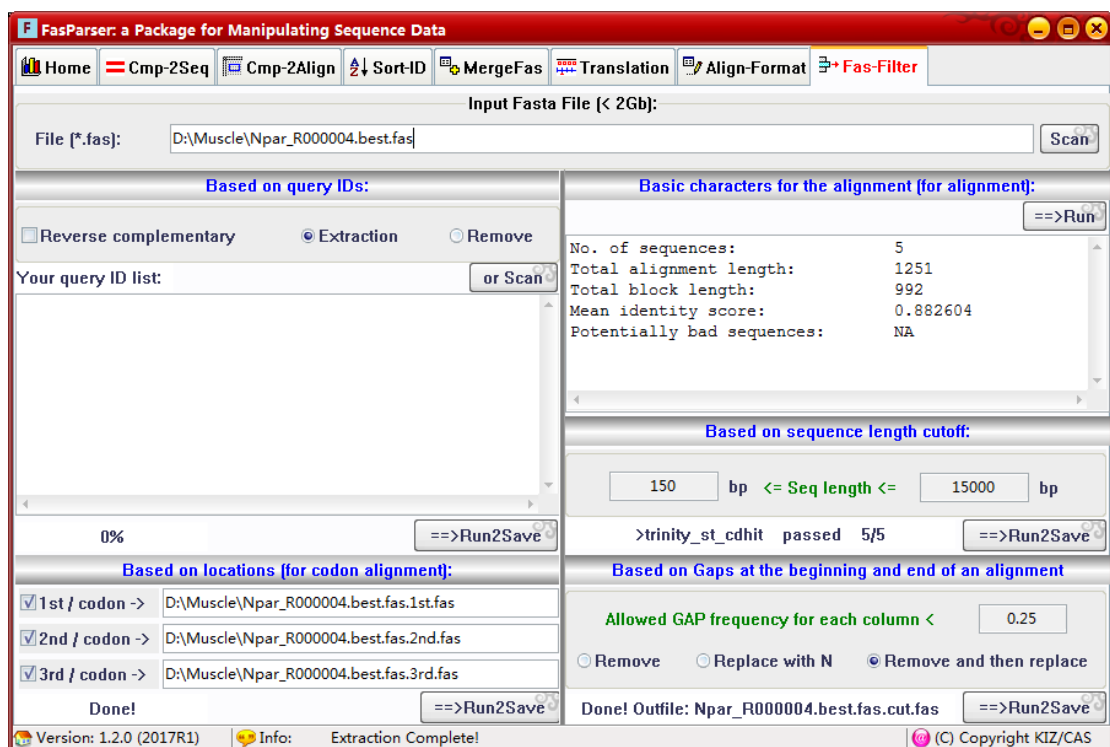 F FasParser: a Package for Manipulating Sequence Data
Home Cmp-2Seq Cmp-2Align Sort-ID MergeFas Translation Align-Format Fas-Filter
Input Fasta File (< 2Gb):
File (*.fas): D:\Muscle\Npar_R000004.best.fas Scan
Based on query IDs:
Reverse complementary Extraction Remove
Your query ID list: or Scan
0% ==>Run2Save
Based on locations (for codon alignment):
1st / codon -> D:\Muscle\Npar_R000004.best.fas.1st.fas
2nd / codon -> D:\Muscle\Npar_R000004.best.fas.2nd.fas
3rd / codon -> D:\Muscle\Npar_R000004.best.fas.3rd.fas
Done! ==>Run2Save
Basic characters for the alignment (for alignment):
==>Run
No. of sequences: 5
Total alignment length: 1251
Total block length: 992
Mean identity score: 0.882604
Potentially bad sequences: NA
Based on sequence length cutoff:
150 bp <= Seq length <= 15000 bp
>trinity_st_cdhit passed 5/5 ==>Run2Save
Based on Gaps at the beginning and end of an alignment
Allowed GAP frequency for each column < 0.25
Remove Replace with N Remove and then replace
Done! Outfile: Npar_R000004.best.fas.cut.fas ==>Run2Save
Version: 1.2.0 (2017R1) Info: Extraction Complete! @ (C) Copyright KIZ/CAS